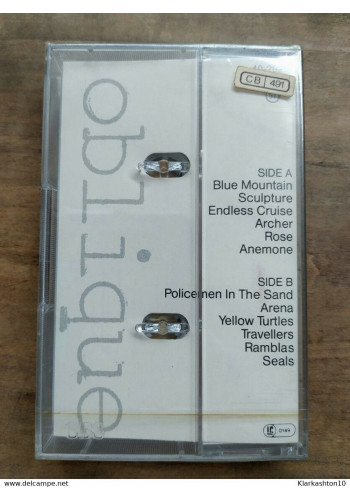 oblique
CB 491
SIDE A
Blue Mountain
Sculpture
Endless Cruise
Archer
Rose
Anemone
SIDE B
Policemen In The Sand
Arena
Yellow Turtles
Travellers
Ramblas
Seals
LC
delcampe.net
Klarkashton10